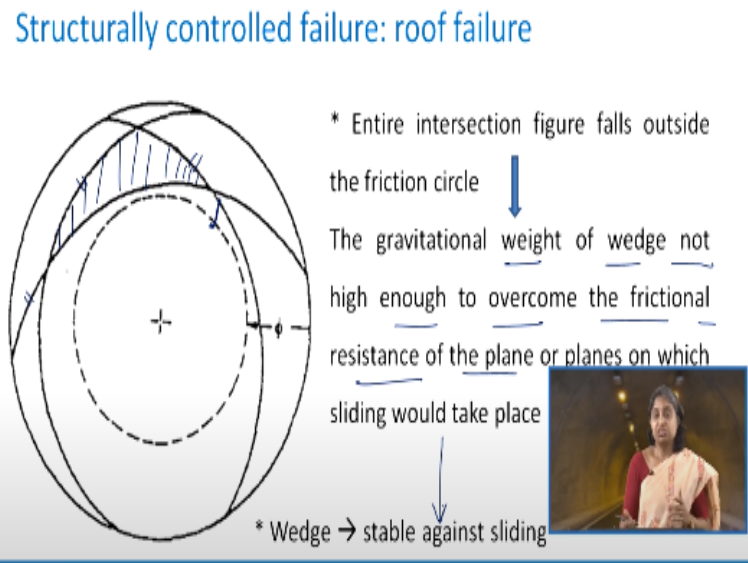 Structurally controlled failure: roof failure
* Entire intersection figure falls outside
the friction circle
The gravitational weight of wedge not
high enough to overcome the frictional
resistance of the plane or planes on which
sliding would take place
ϕ
* Wedge → stable against sliding